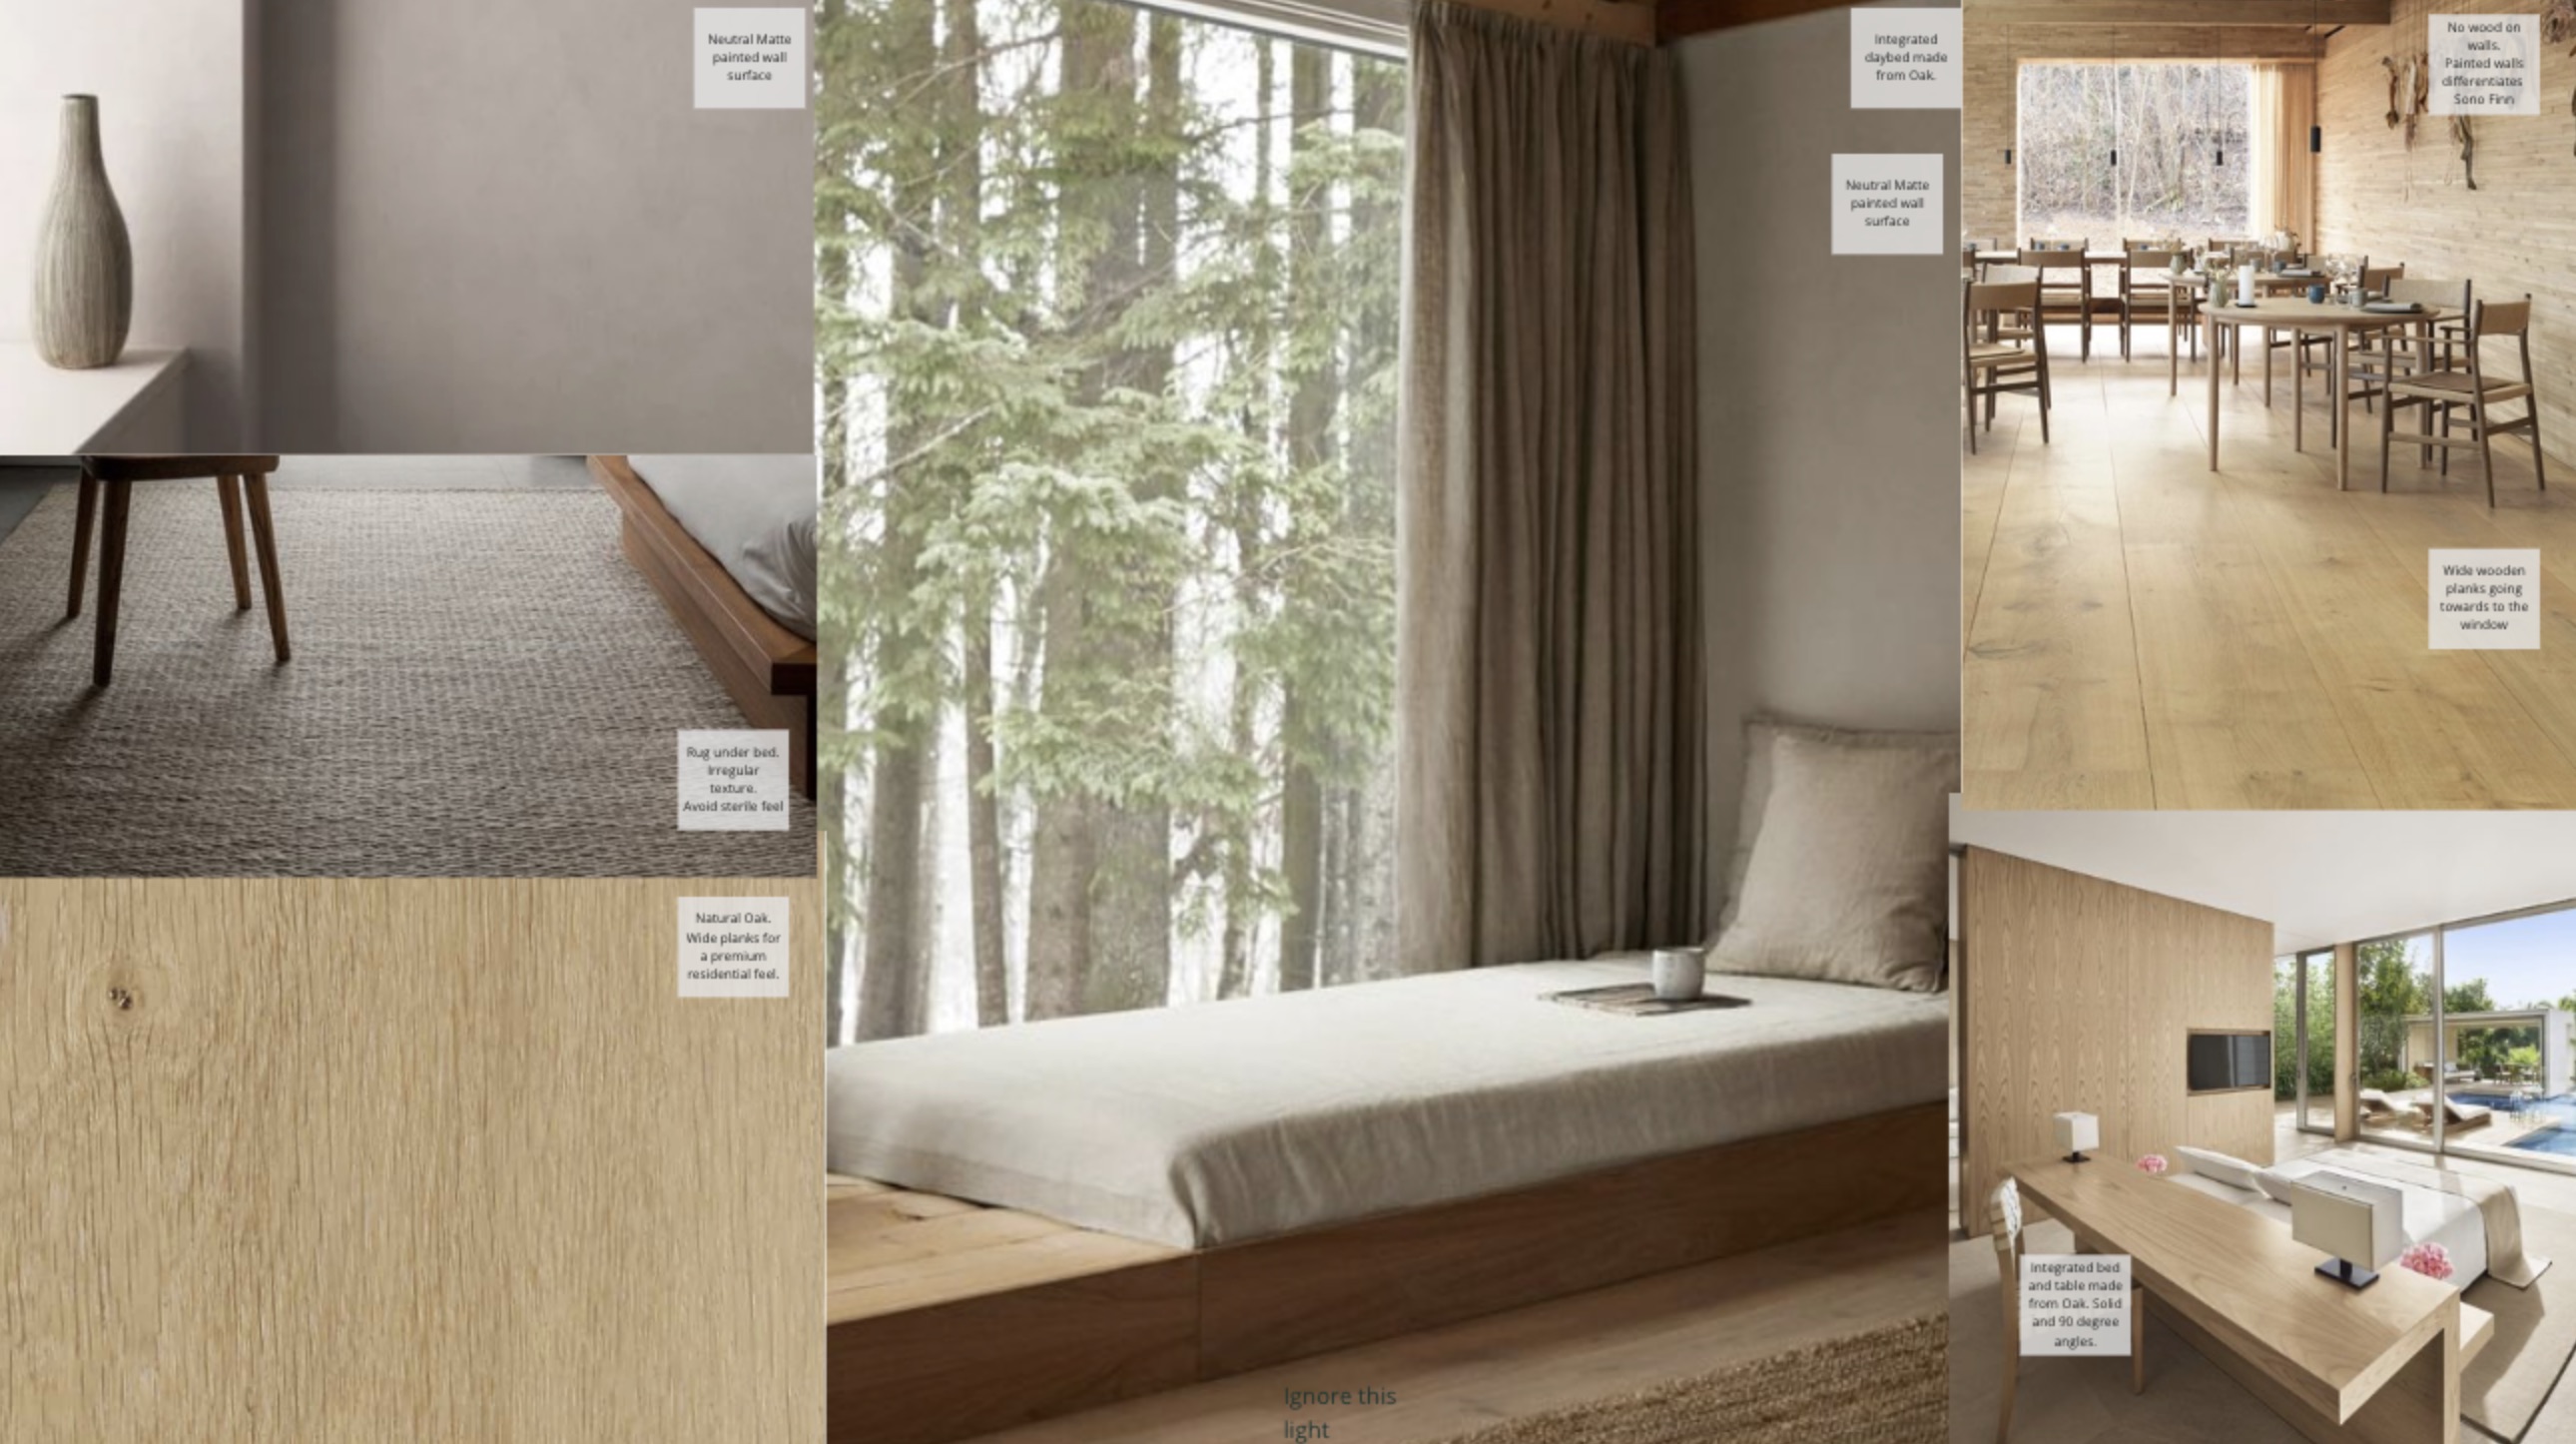 Neutral Matte
painted wall
surface
Rug under bed.
Irregular
texture.
Avoid sterile feel
Natural Oak.
Wide planks for
a premium
residential feel.
Integrated
daybed made
from Oak.
Neutral Matte
painted wall
surface
Ignore this
light
No wood on
walls.
Painted walls
differentiates
Sono Finn
Wide wooden
planks going
towards to the
window
Integrated bed
and table made
from Oak. Solid
and 90 degree
angles.